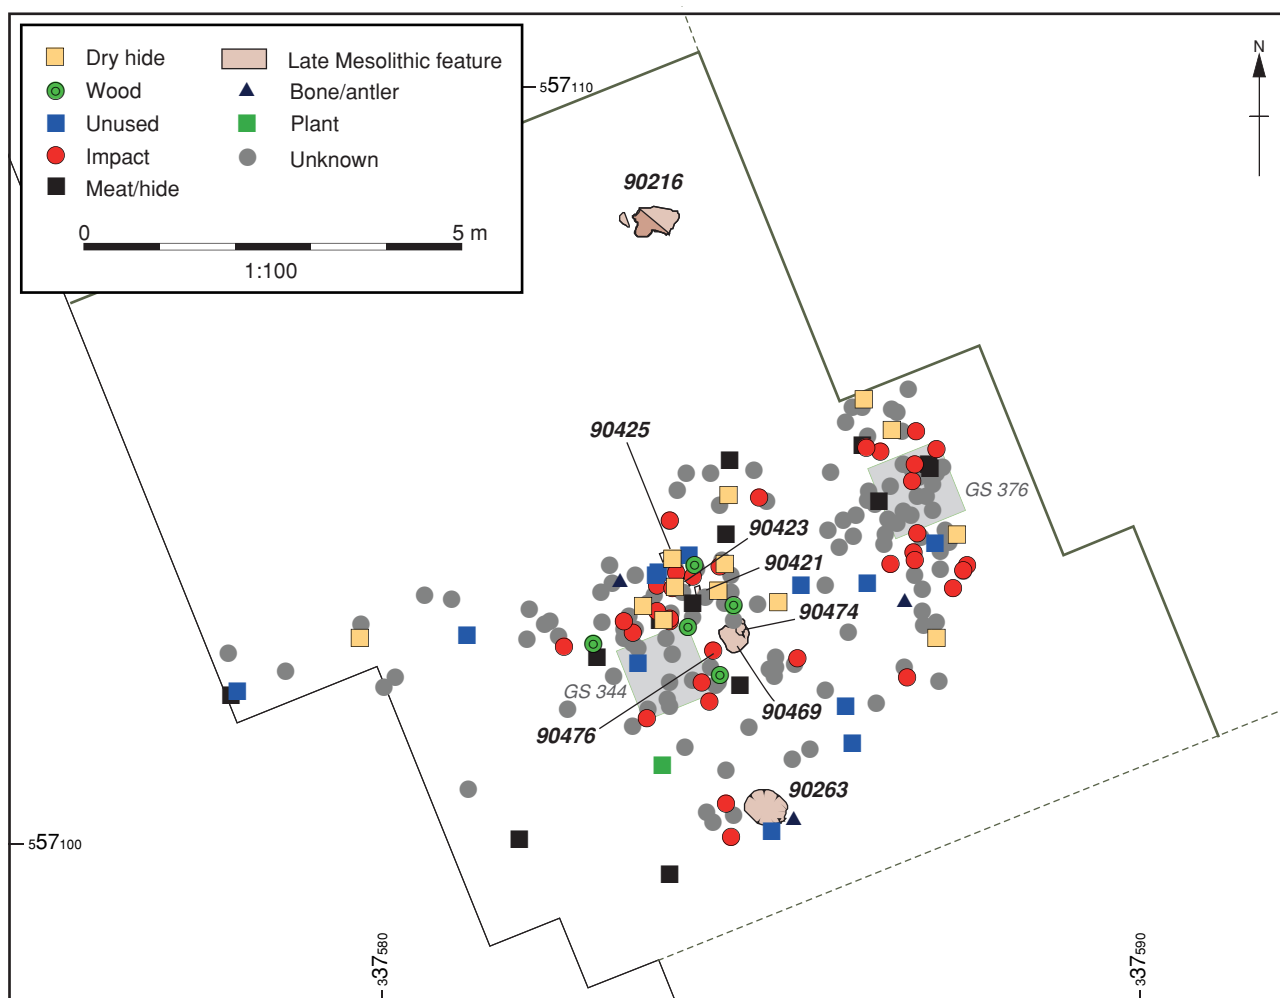 Dry hide
Wood
Unused
Impact
Meat/hide
Late Mesolithic feature
Bone/antler
Plant
Unknown
0 5 m
1:100
557110
N
90216
90425
GS 376
90423
90421
90474
GS 344
90469
90476
90263
557100
337580
337590